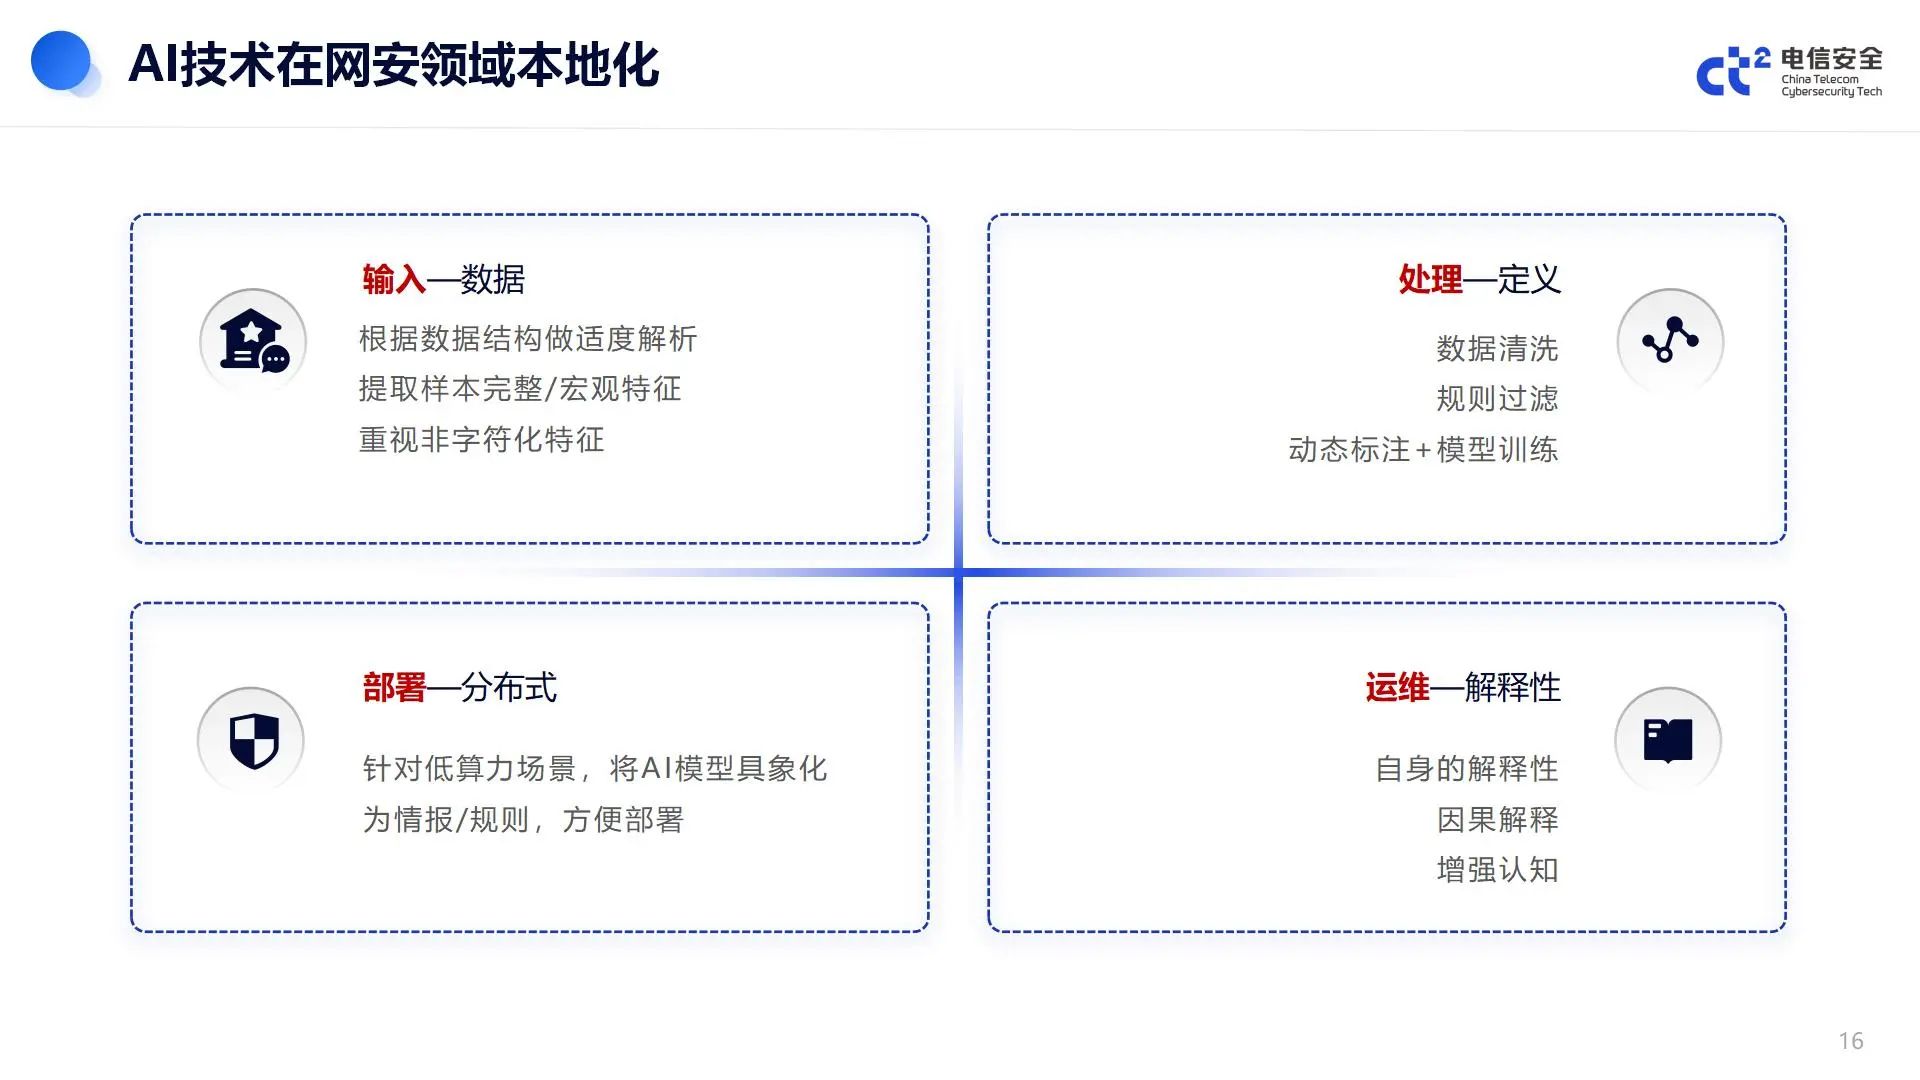 AI技术在网安领域本地化
ct²
电信安全
China Telecom
Cybersecurity Tech
输入—数据
根据数据结构做适度解析
提取样本完整/宏观特征
重视非字符化特征
处理—定义
数据清洗
规则过滤
动态标注+模型训练
部署—分布式
针对低算力场景，将AI模型具象化
为情报/规则，方便部署
运维—解释性
自身的解释性
因果解释
增强认知
16